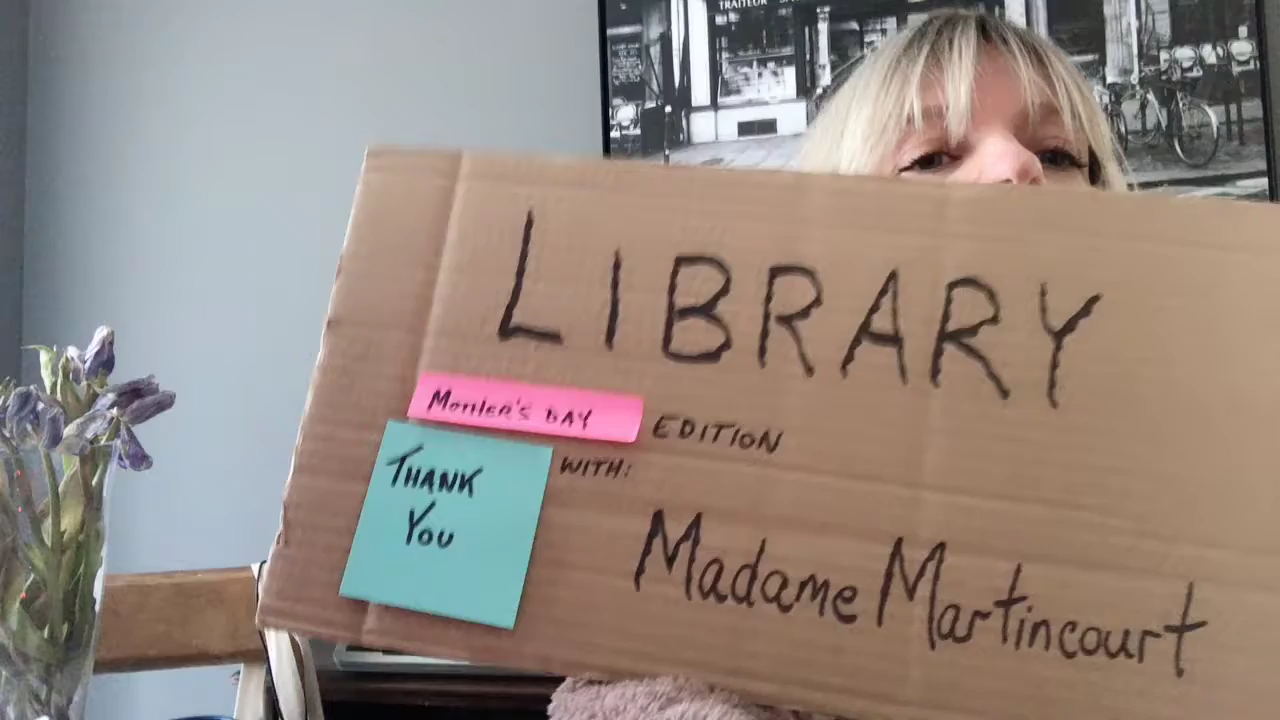 TRAITEUR
LIBRARY
MOTHER'S DAY EDITION
THANK
YOU
WITH:
Madame Martincourt